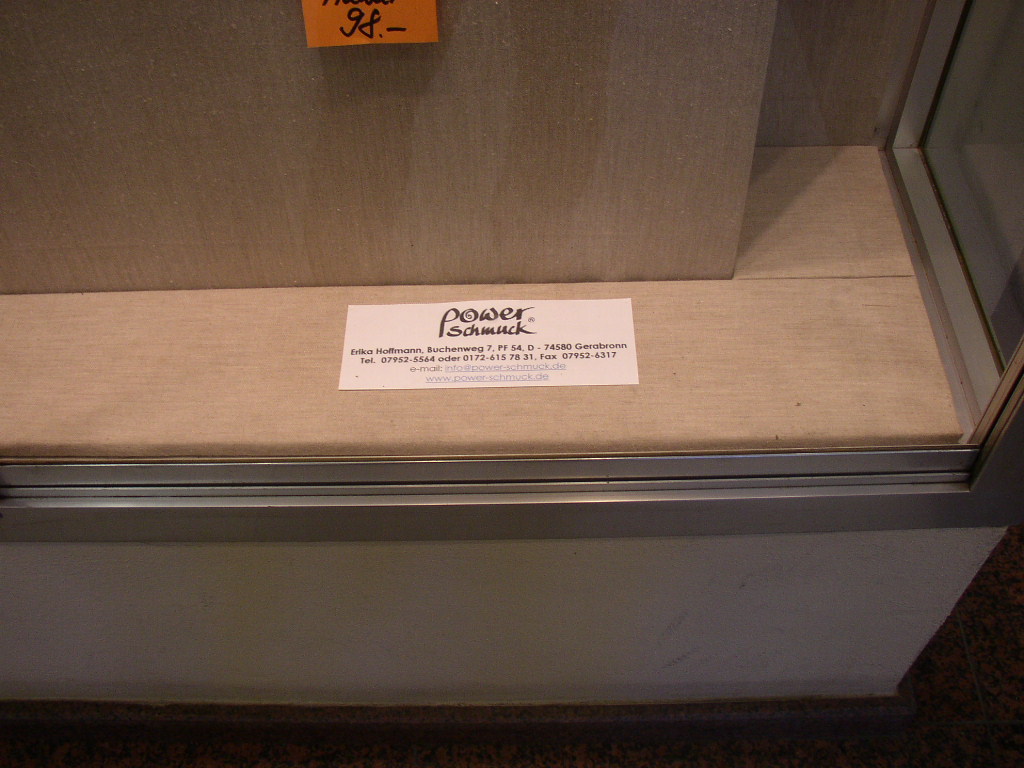 98.-
power
schmuck®
Erika Hoffmann, Buchenweg 7, PF 54, D - 74580 Gerabronn
Tel. 07952-5564 oder 0172-615 78 31, Fax 07952-6317
e-mail: info@power-schmuck.de
www.power-schmuck.de